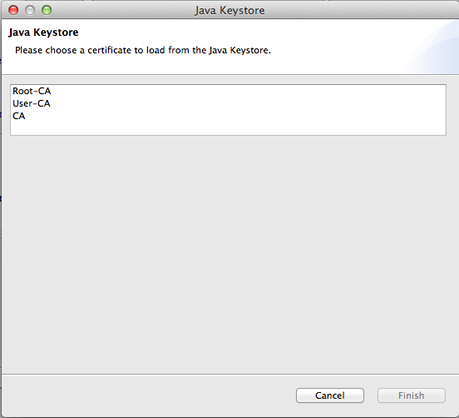 Java Keystore
Java Keystore
Please choose a certificate to load from the Java Keystore.
Root-CA
User-CA
CA
Cancel
Finish